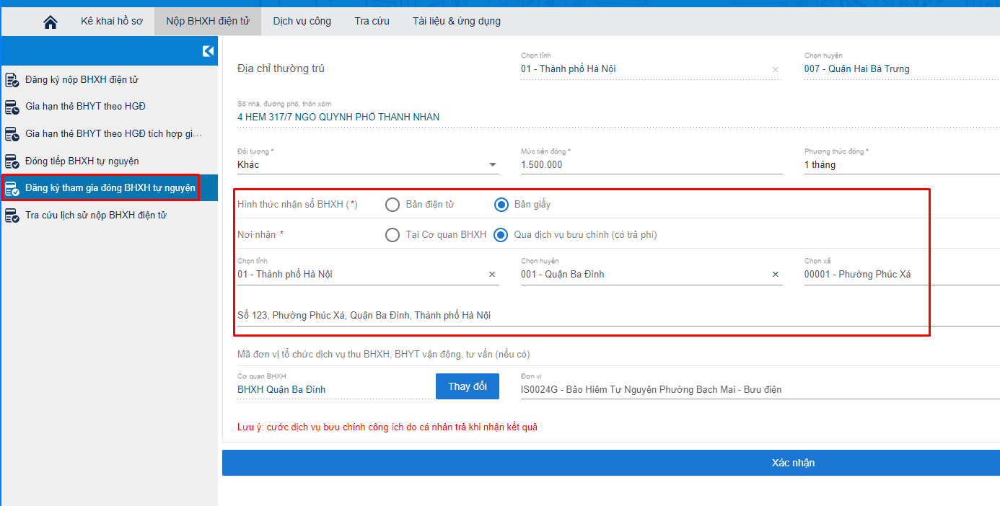 Kê khai hồ sơ
Nộp BHXH điện tử
Dịch vụ công
Tra cứu
Tài liệu & ứng dụng
Đăng ký nộp BHXH điện tử
Gia hạn thẻ BHYT theo HGĐ
Gia hạn thẻ BHYT theo HGĐ tích hợp gi...
Đóng tiếp BHXH tự nguyện
Đăng ký tham gia đóng BHXH tự nguyện
Tra cứu lịch sử nộp BHXH điện tử
Địa chỉ thường trú
Chọn tỉnh
01 - Thành phố Hà Nội
Chọn huyện
007 - Quận Hai Bà Trưng
Số nhà, đường phố, thôn xóm
4 HEM 317/7 NGO QUỲNH PHỐ THANH NHAN
Đối tượng *
Khác
Mức tiền đóng *
1.500.000
Phương thức đóng *
1 tháng
Hình thức nhận sổ BHXH (*)
Bản điện tử
Bản giấy
Nơi nhận *
Tại Cơ quan BHXH
Qua dịch vụ bưu chính (có trả phí)
Chọn tỉnh
01 - Thành phố Hà Nội
Chọn huyện
001 - Quận Ba Đình
Chọn xã
00001 - Phường Phúc Xá
Số 123, Phường Phúc Xá, Quận Ba Đình, Thành phố Hà Nội
Mã đơn vị tổ chức dịch vụ thu BHXH, BHYT vận động, tư vấn (nếu có)
Cơ quan BHXH
BHXH Quận Ba Đình
Thay đổi
Đơn vị
IS0024G - Bảo Hiểm Tự Nguyện Phường Bạch Mai - Bưu điện
Lưu ý: cước dịch vụ bưu chính công ích do cá nhân trả khi nhận kết quả
Xác nhận